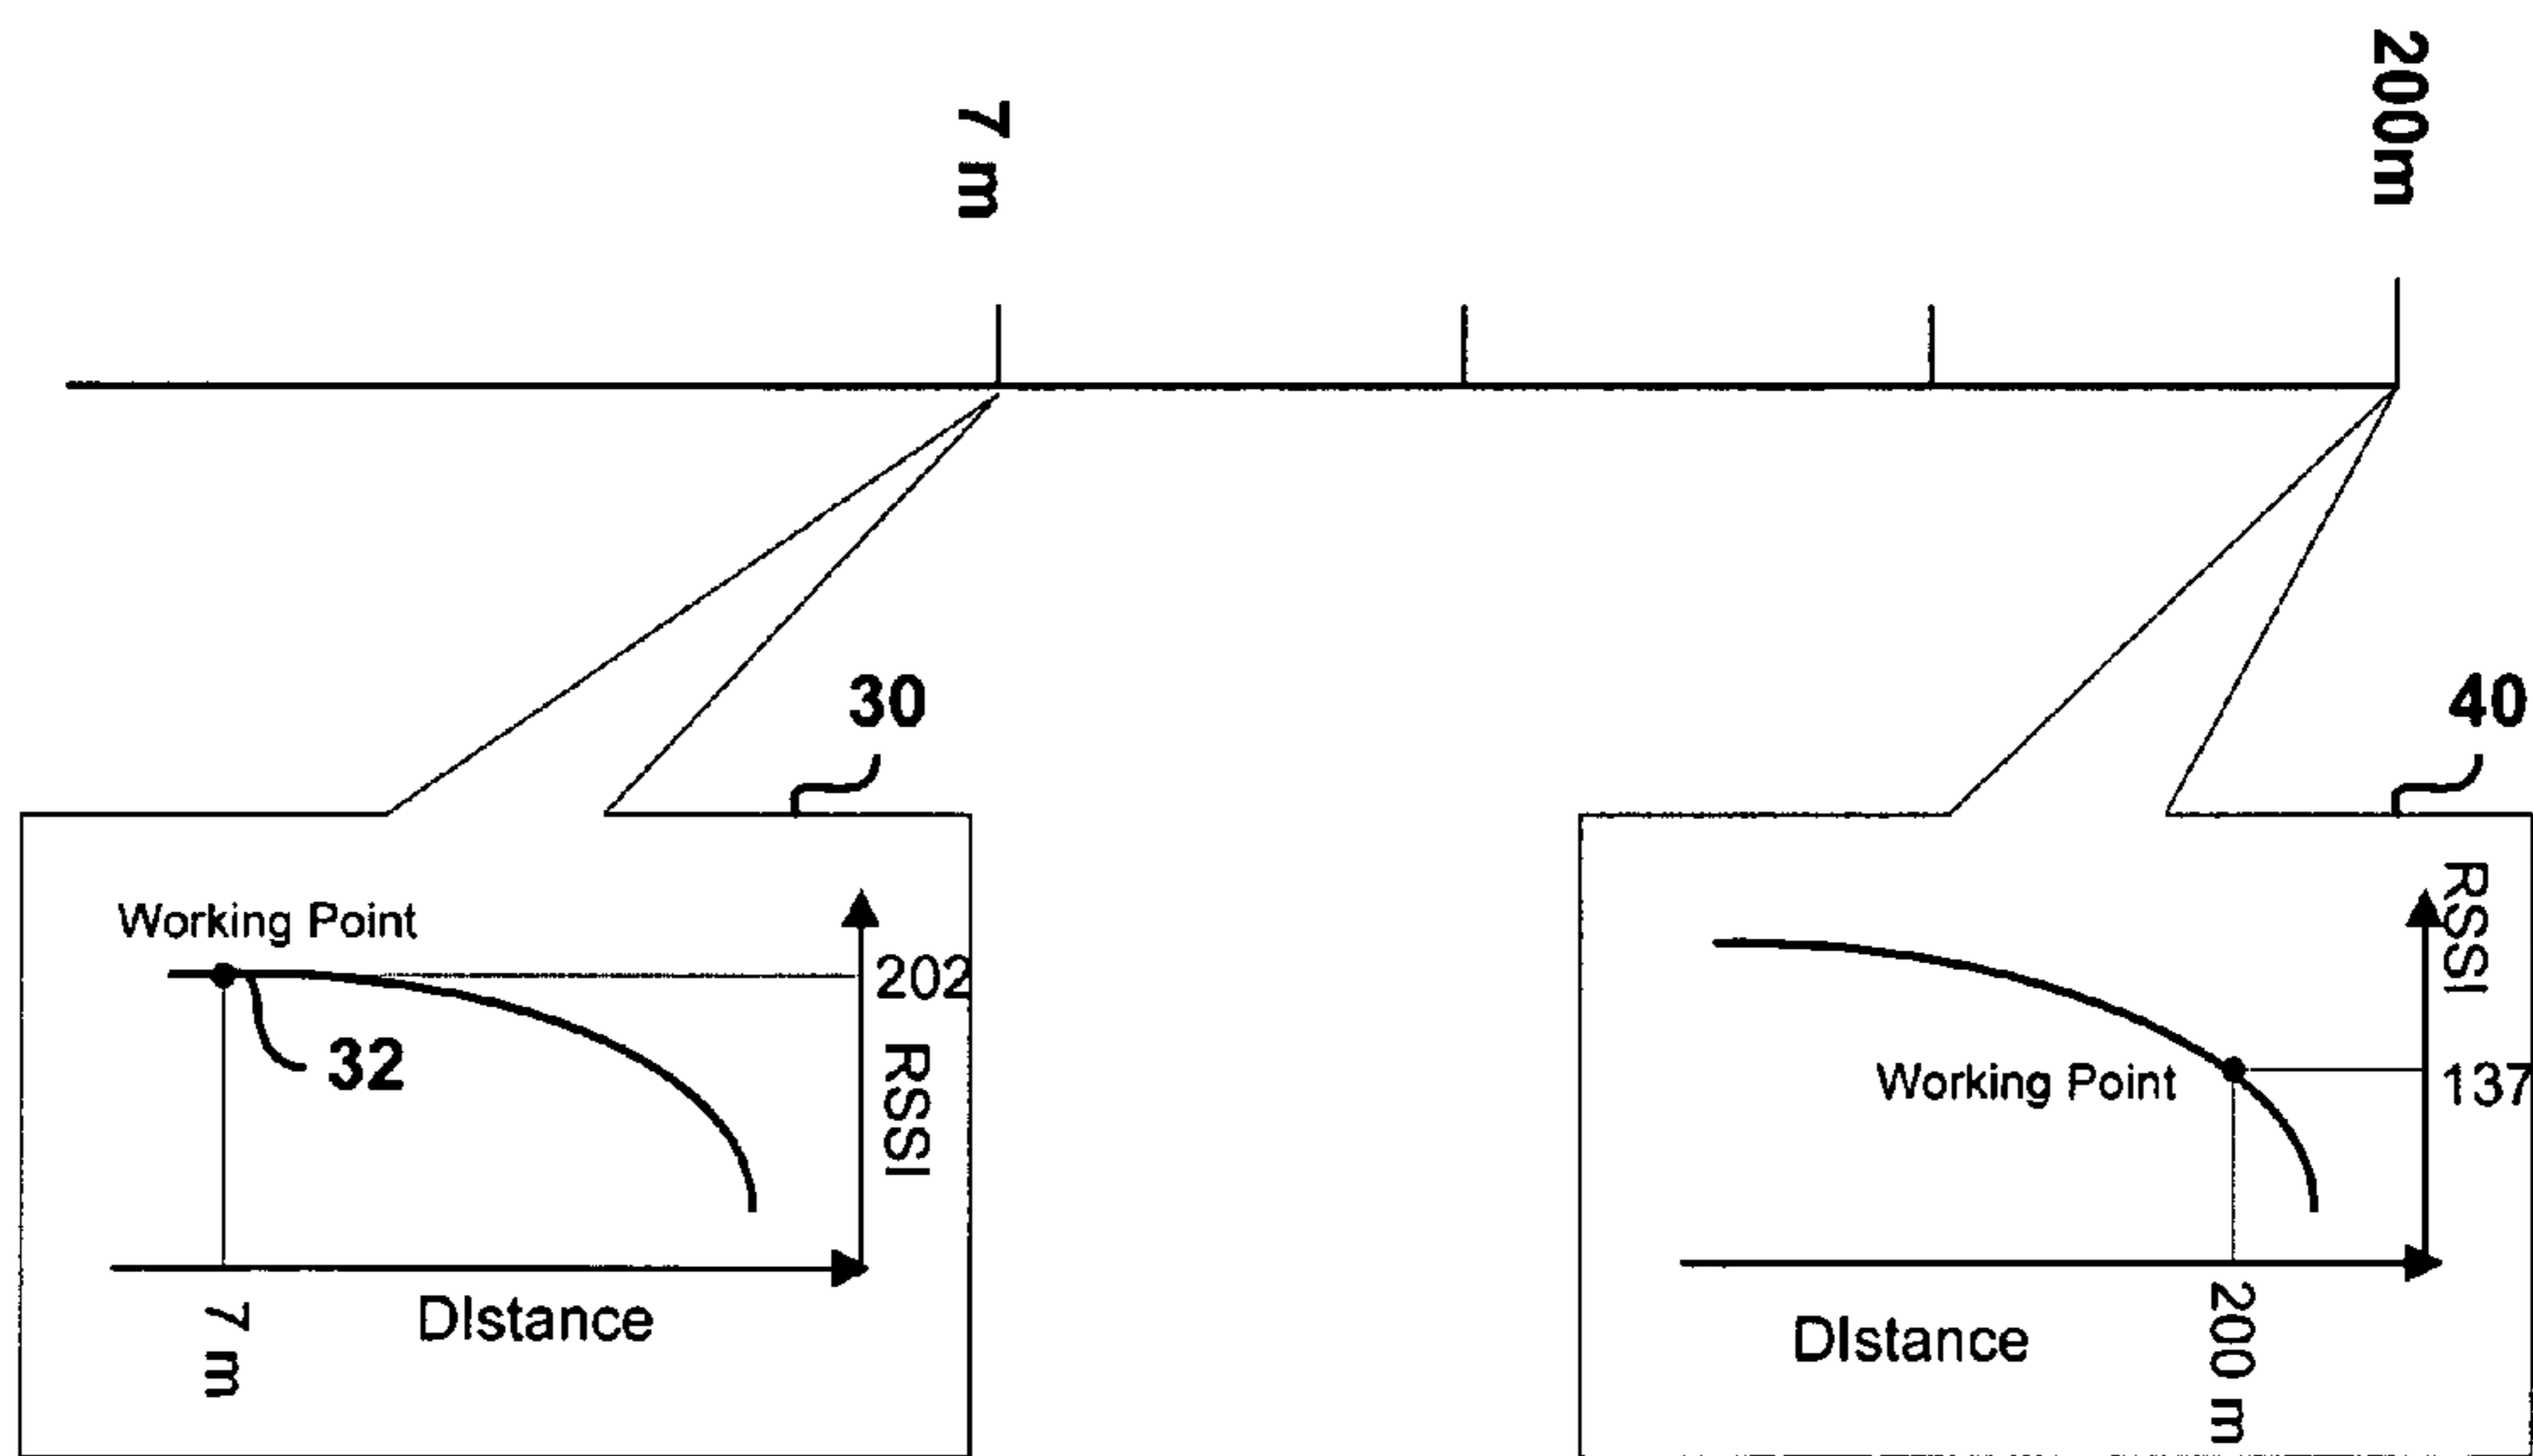 7 m
200m
30
40
Working Point
202
RSSI
32
DIstance
7 m
RSSI
Working Point
137
DIstance
200 m